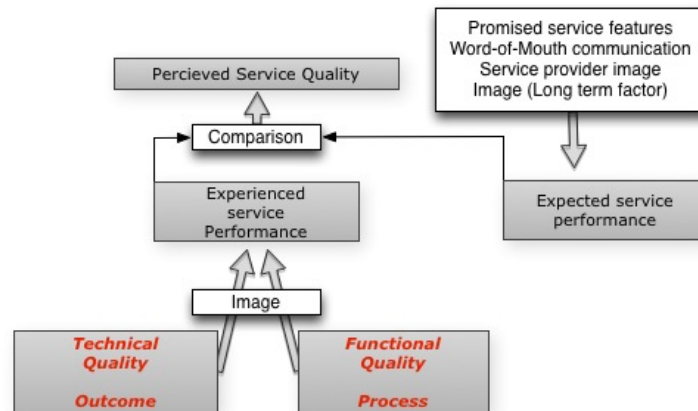 Promised service features
Word-of-Mouth communication
Service provider image
Image (Long term factor)
Percieved Service Quality
Comparison
Experienced
service
Performance
Expected service
performance
Image
Technical
Quality
Outcome
Functional
Quality
Process